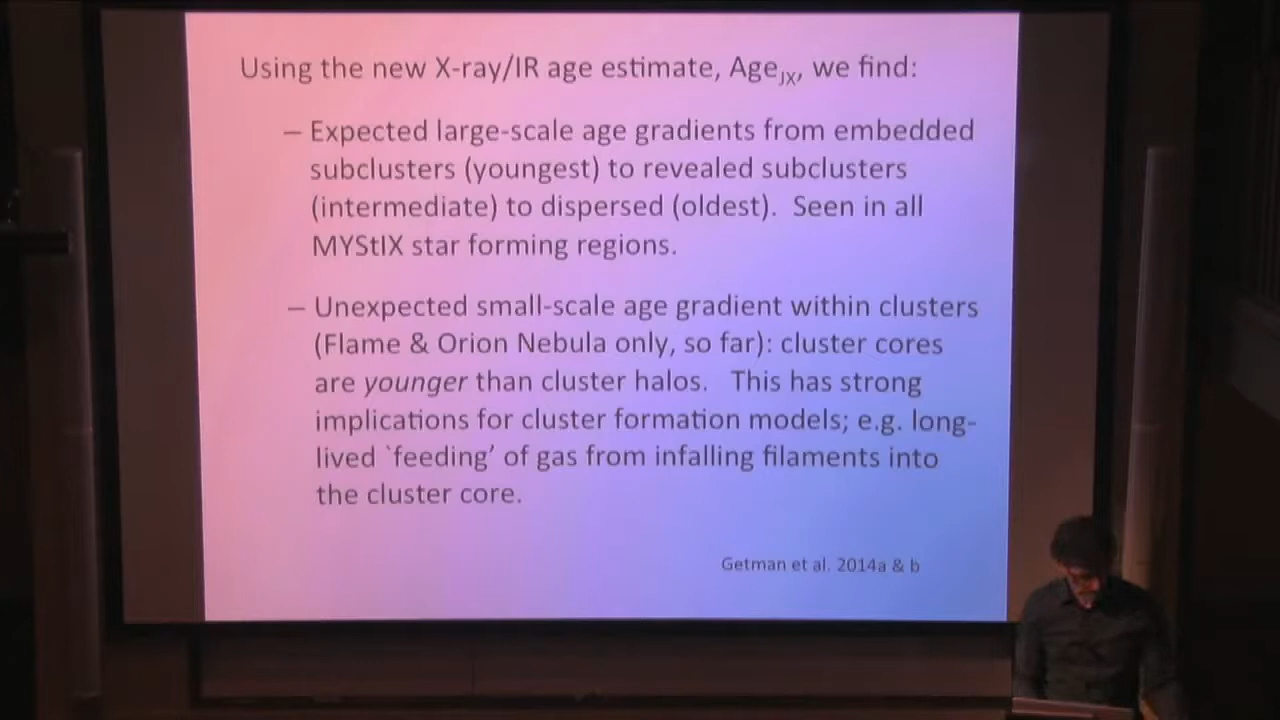 Using the new X-ray/IR age estimate, AgeJX, we find:
– Expected large-scale age gradients from embedded
subclusters (youngest) to revealed subclusters
(intermediate) to dispersed (oldest).  Seen in all
MYStIX star forming regions.
– Unexpected small-scale age gradient within clusters
(Flame & Orion Nebula only, so far): cluster cores
are younger than cluster halos.   This has strong
implications for cluster formation models; e.g. long-
lived `feeding’ of gas from infalling filaments into
the cluster core.
Getman et al. 2014a & b